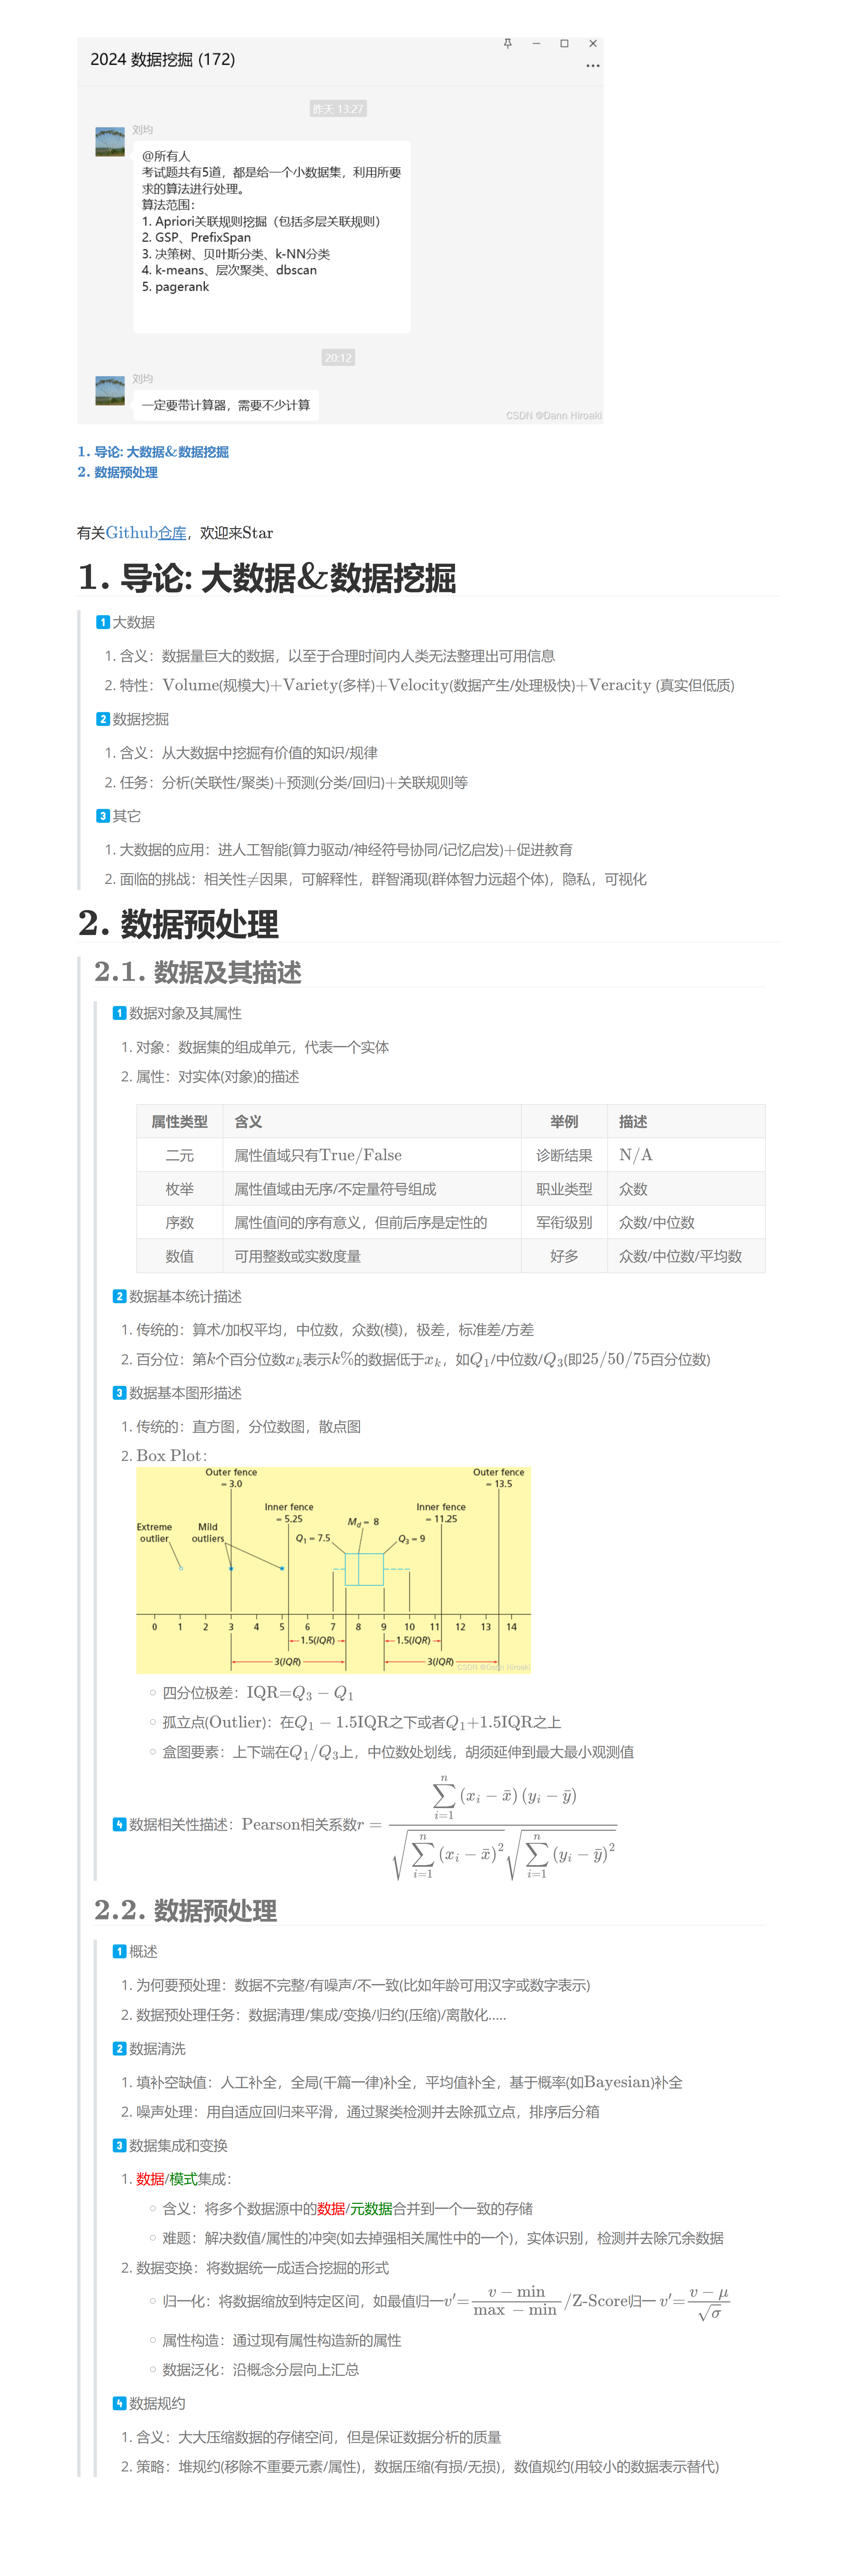 2024 数据挖掘 (172)
昨天 13:27
刘均
@所有人
考试题共有5道，都是给一个小数据集，利用所要
求的算法进行处理。
算法范围：
1. Apriori关联规则挖掘（包括多层关联规则）
2. GSP、PrefixSpan
3. 决策树、贝叶斯分类、k-NN分类
4. k-means、层次聚类、dbscan
5. pagerank
20:12
刘均
一定要带计算器，需要不少计算
CSDN @Dann Hiroaki
1. 导论: 大数据&数据挖掘
2. 数据预处理
有关Github仓库，欢迎来Star
1. 导论: 大数据&数据挖掘
1 大数据
1. 含义：数据量巨大的数据，以至于合理时间内人类无法整理出可用信息
2. 特性：Volume(规模大)+Variety(多样)+Velocity(数据产生/处理极快)+Veracity (真实但低质)
2 数据挖掘
1. 含义：从大数据中挖掘有价值的知识/规律
2. 任务：分析(关联性/聚类)+预测(分类/回归)+关联规则等
3 其它
1. 大数据的应用：进人工智能(算力驱动/神经符号协同/记忆启发)+促进教育
2. 面临的挑战：相关性≠因果，可解释性，群智涌现(群体智力远超个体)，隐私，可视化
2. 数据预处理
2.1. 数据及其描述
1 数据对象及其属性
1. 对象：数据集的组成单元，代表一个实体
2. 属性：对实体(对象)的描述
属性类型 含义 举例 描述
二元 属性值域只有True/False 诊断结果 N/A
枚举 属性值域由无序/不定量符号组成 职业类型 众数
序数 属性值间的序有意义，但前后序是定性的 军衔级别 众数/中位数
数值 可用整数或实数度量 好多 众数/中位数/平均数
2 数据基本统计描述
1. 传统的：算术/加权平均，中位数，众数(模)，极差，标准差/方差
2. 百分位：第k个百分位数x_k表示k%的数据低于x_k，如Q_1/中位数/Q_3(即25/50/75百分位数)
3 数据基本图形描述
1. 传统的：直方图，分位数图，散点图
2. Box Plot：
Outer fence = 3.0
Outer fence = 13.5
Inner fence = 5.25
Inner fence = 11.25
Extreme outlier
Mild outliers
Q_1 = 7.5
M_d = 8
Q_3 = 9
0 1 2 3 4 5 6 7 8 9 10 11 12 13 14
1.5(IQR) 1.5(IQR)
3(IQR) 3(IQR)
CSDN @Dann Hiroaki
四分位极差：IQR=Q_3 − Q_1
孤立点(Outlier)：在Q_1 − 1.5IQR之下或者Q_1+1.5IQR之上
盒图要素：上下端在Q_1/Q_3上，中位数处划线，胡须延伸到最大最小观测值
4 数据相关性描述：Pearson相关系数r = \frac{\sum_{i=1}^{n}(x_i − \bar{x})(y_i − \bar{y})}{\sqrt{\sum_{i=1}^{n}(x_i − \bar{x})^2}\sqrt{\sum_{i=1}^{n}(y_i − \bar{y})^2}}
2.2. 数据预处理
1 概述
1. 为何要预处理：数据不完整/有噪声/不一致(比如年龄可用汉字或数字表示)
2. 数据预处理任务：数据清理/集成/变换/归约(压缩)/离散化.....
2 数据清洗
1. 填补空缺值：人工补全，全局(千篇一律)补全，平均值补全，基于概率(如Bayesian)补全
2. 噪声处理：用自适应回归来平滑，通过聚类检测并去除孤立点，排序后分箱
3 数据集成和变换
1. 数据/模式集成：
含义：将多个数据源中的数据/元数据合并到一个一致的存储
难题：解决数值/属性的冲突(如去掉强相关属性中的一个)，实体识别，检测并去除冗余数据
2. 数据变换：将数据统一成适合挖掘的形式
归一化：将数据缩放到特定区间，如最值归一v′=\frac{v − min}{max − min}/Z-Score归一 v′=\frac{v − μ}{\sqrt{σ}}
属性构造：通过现有属性构造新的属性
数据泛化：沿概念分层向上汇总
4 数据规约
1. 含义：大大压缩数据的存储空间，但是保证数据分析的质量
2. 策略：堆规约(移除不重要元素/属性)，数据压缩(有损/无损)，数值规约(用较小的数据表示替代)